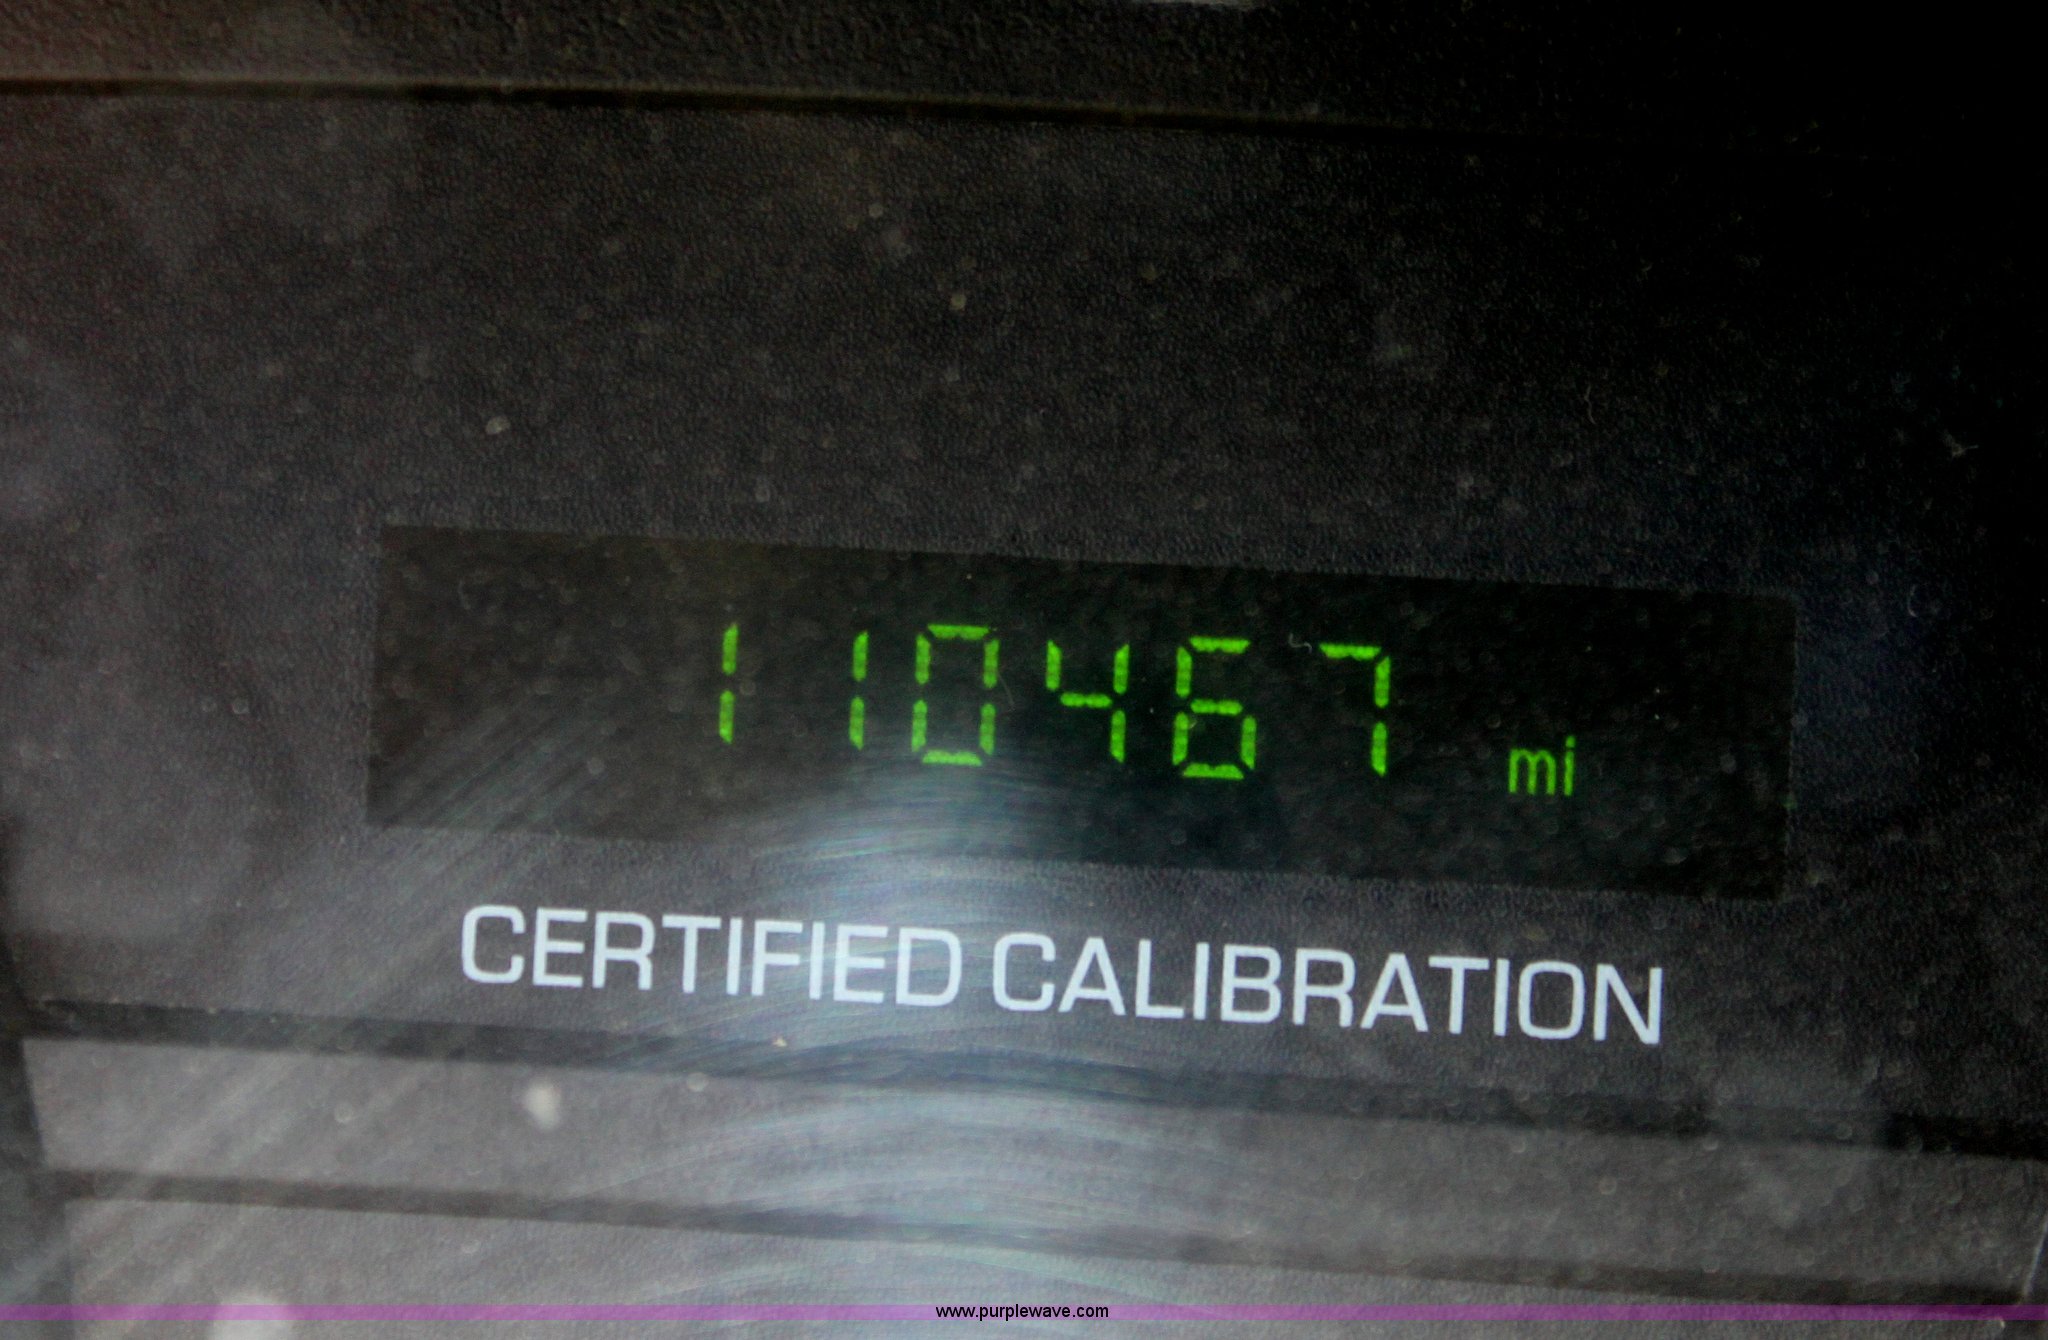 110467 mi
CERTIFIED CALIBRATION
www.purplewave.com